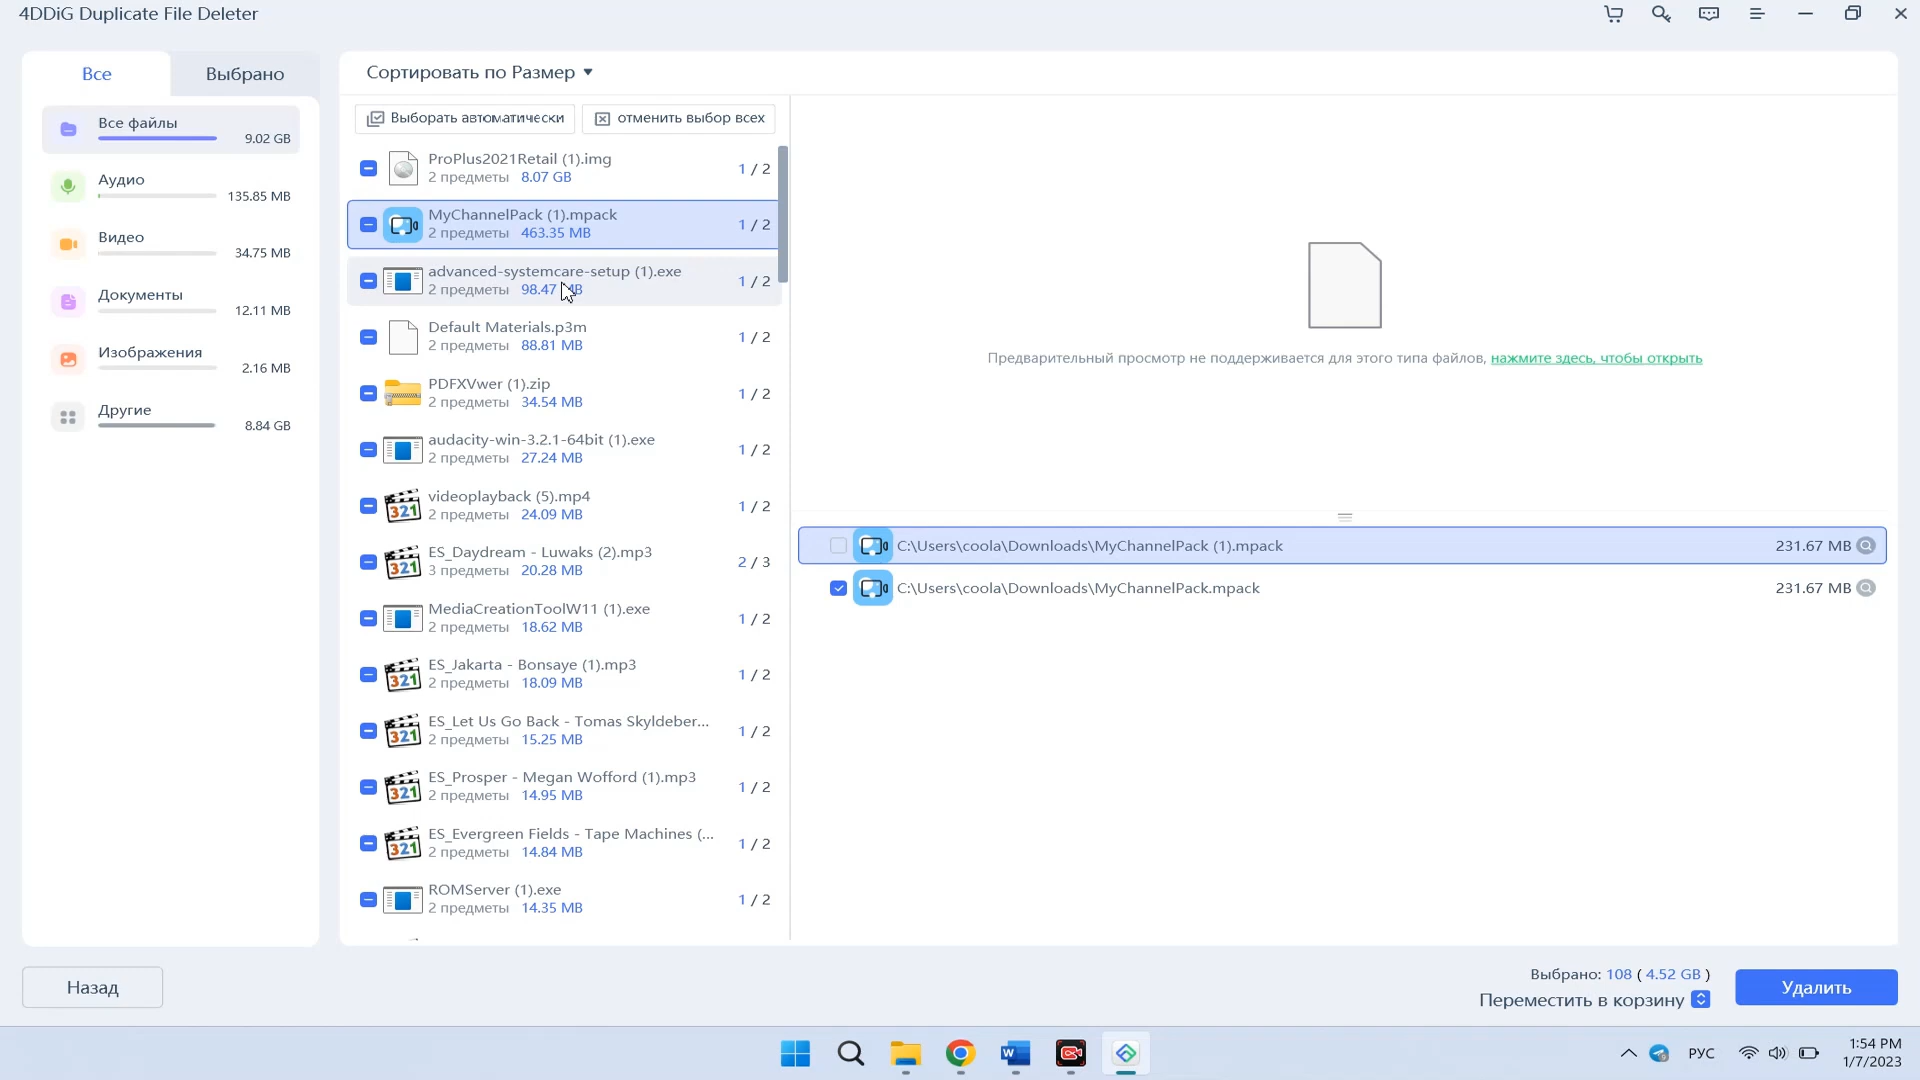 4DDiG Duplicate File Deleter
Все
Выбрано
Все файлы
9.02 GB
Аудио
135.85 MB
Видео
34.75 MB
Документы
12.11 MB
Изображения
2.16 MB
Другие
8.84 GB
Сортировать по Размер
Выборать автоматически
отменить выбор всех
ProPlus2021Retail (1).img
2 предметы 8.07 GB
1 / 2
MyChannelPack (1).mpack
2 предметы 463.35 MB
1 / 2
advanced-systemcare-setup (1).exe
2 предметы 98.47 MB
1 / 2
Default Materials.p3m
2 предметы 88.81 MB
1 / 2
PDFXVwer (1).zip
2 предметы 34.54 MB
1 / 2
audacity-win-3.2.1-64bit (1).exe
2 предметы 27.24 MB
1 / 2
videoplayback (5).mp4
2 предметы 24.09 MB
1 / 2
ES_Daydream - Luwaks (2).mp3
3 предметы 20.28 MB
2 / 3
MediaCreationToolW11 (1).exe
2 предметы 18.62 MB
1 / 2
ES_Jakarta - Bonsaye (1).mp3
2 предметы 18.09 MB
1 / 2
ES_Let Us Go Back - Tomas Skyldeber...
2 предметы 15.25 MB
1 / 2
ES_Prosper - Megan Wofford (1).mp3
2 предметы 14.95 MB
1 / 2
ES_Evergreen Fields - Tape Machines (...
2 предметы 14.84 MB
1 / 2
ROMServer (1).exe
2 предметы 14.35 MB
1 / 2
Предварительный просмотр не поддерживается для этого типа файлов, нажмите здесь, чтобы открыть
C:\Users\coola\Downloads\MyChannelPack (1).mpack
231.67 MB
C:\Users\coola\Downloads\MyChannelPack.mpack
231.67 MB
Назад
Выбрано: 108 ( 4.52 GB )
Переместить в корзину
Удалить
РУС
1:54 PM
1/7/2023